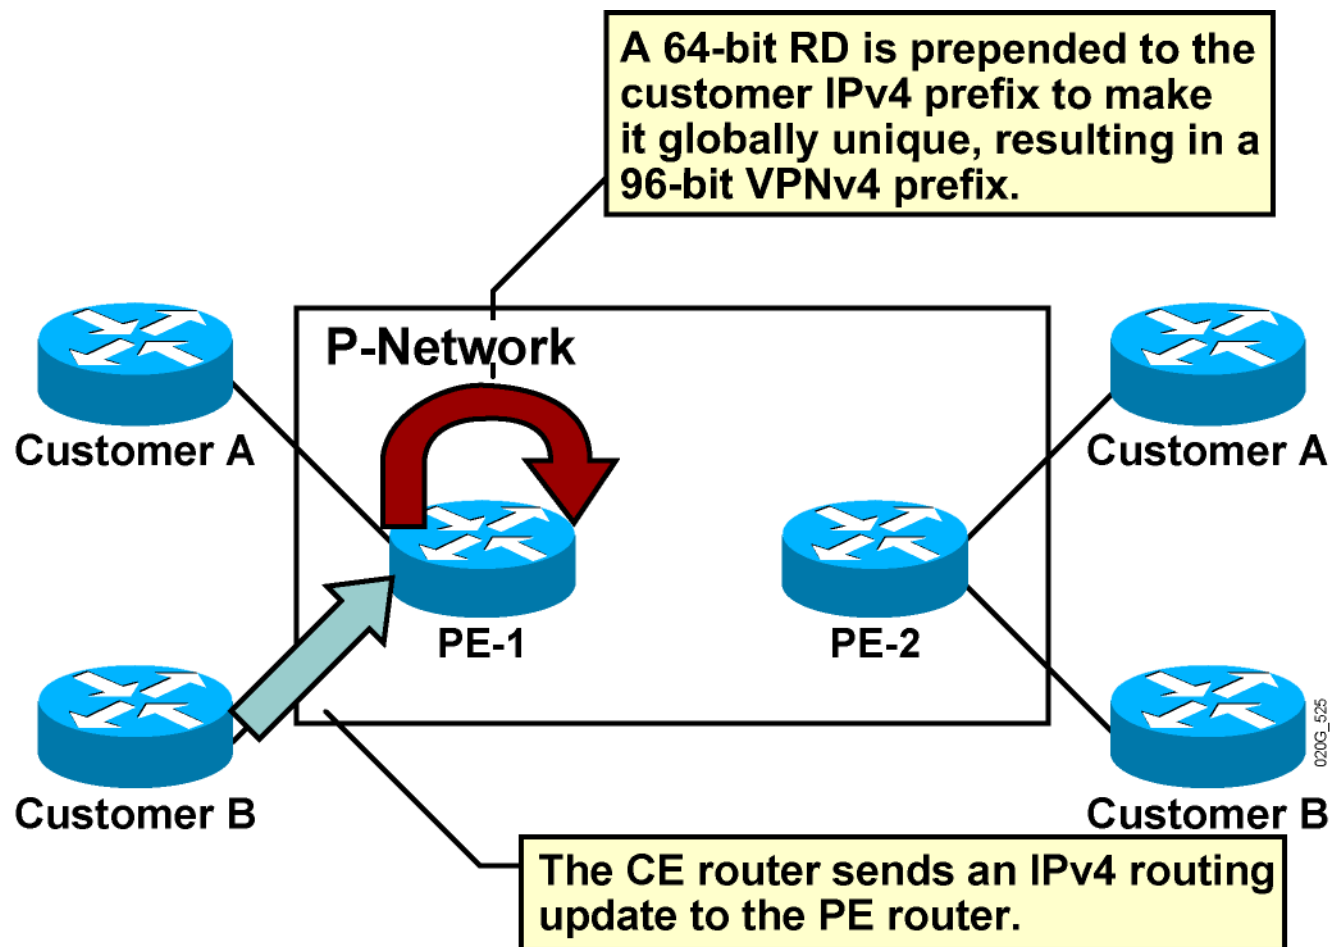 A 64-bit RD is prepended to the
customer IPv4 prefix to make
it globally unique, resulting in a
96-bit VPNv4 prefix.
P-Network
Customer A
Customer A
PE-1
PE-2
Customer B
Customer B
020G_525
The CE router sends an IPv4 routing
update to the PE router.